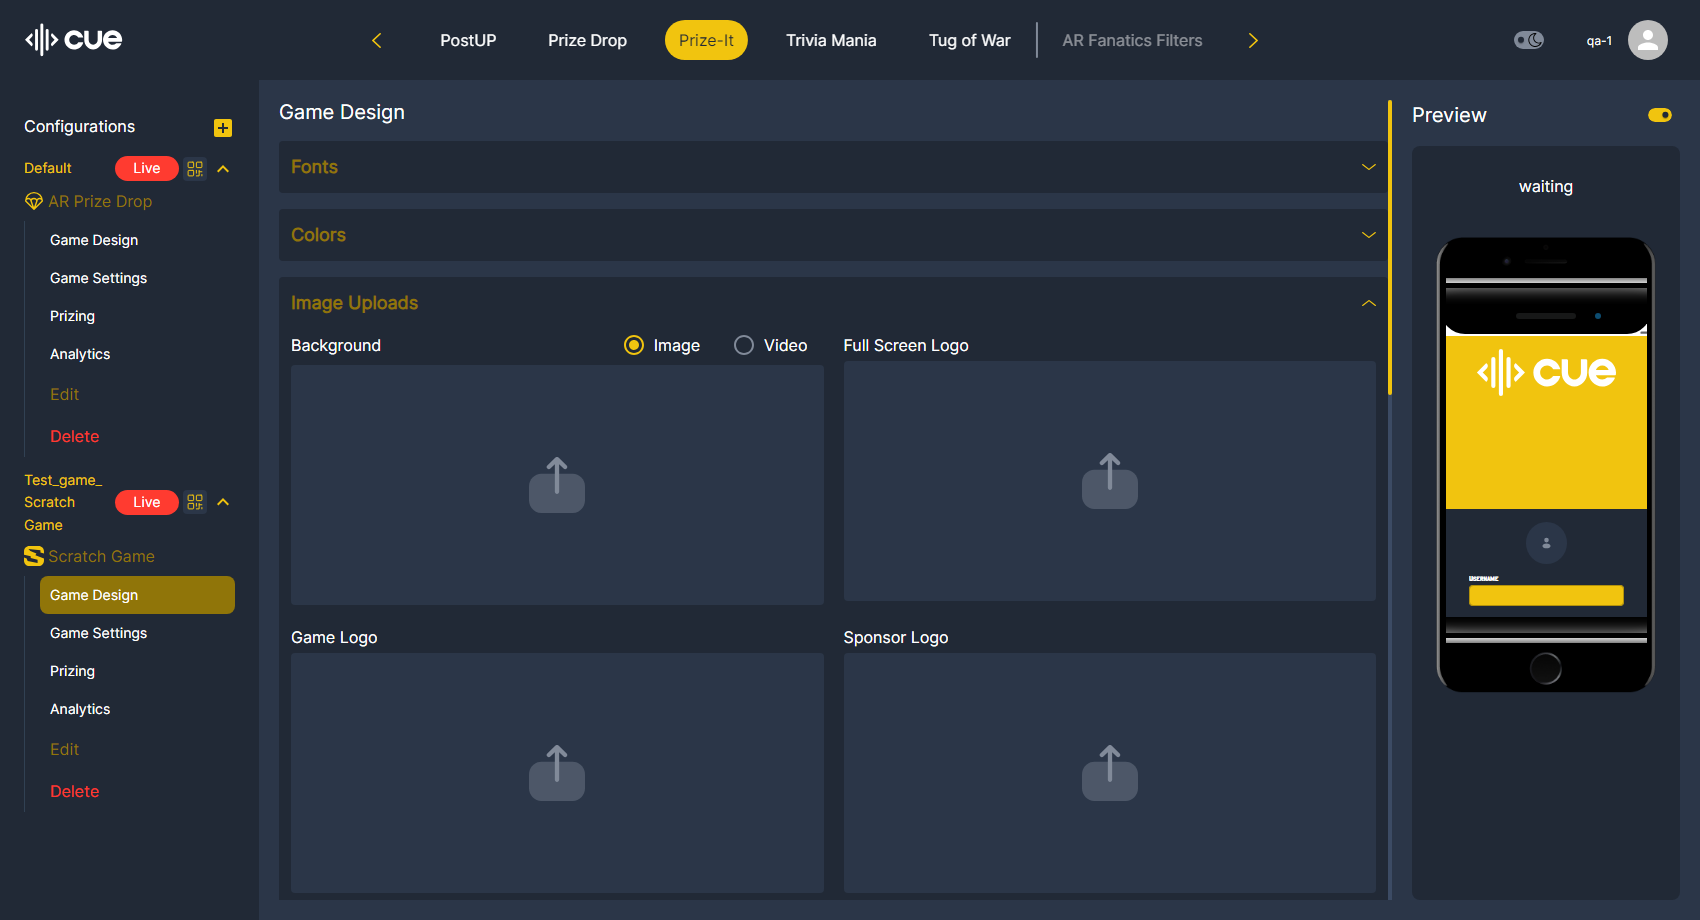 cue
PostUP
Prize Drop
Prize-It
Trivia Mania
Tug of War
AR Fanatics Filters
qa-1
Configurations
Default
Live
AR Prize Drop
Game Design
Game Settings
Prizing
Analytics
Edit
Delete
Test_game_
Scratch
Game
Live
Scratch Game
Game Design
Game Settings
Prizing
Analytics
Edit
Delete
Game Design
Fonts
Colors
Image Uploads
Background
Image
Video
Full Screen Logo
Game Logo
Sponsor Logo
Preview
waiting
cue
USERNAME